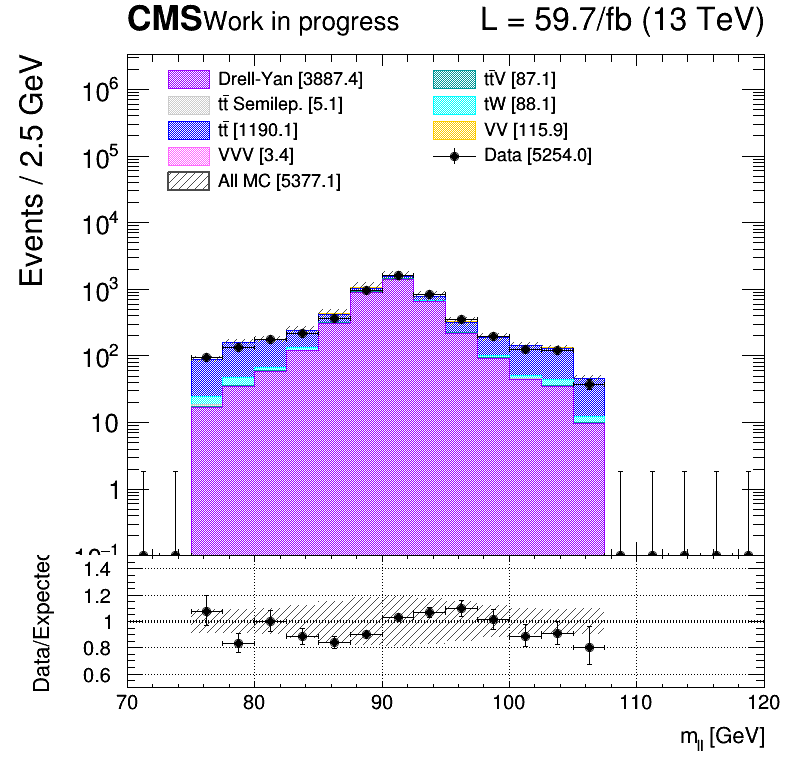 CMS Work in progress L = 59.7/fb (13 TeV)
Events / 2.5 GeV
Drell-Yan [3887.4]
tt̄ Semilep. [5.1]
tt̄ [1190.1]
VVV [3.4]
All MC [5377.1]
tt̄V [87.1]
tW [88.1]
VV [115.9]
Data [5254.0]
10⁶
10⁵
10⁴
10³
10²
10
1
10⁻¹
Data/Expected
1.4
1.2
1
0.8
0.6
70 80 90 100 110 120
m_ll [GeV]